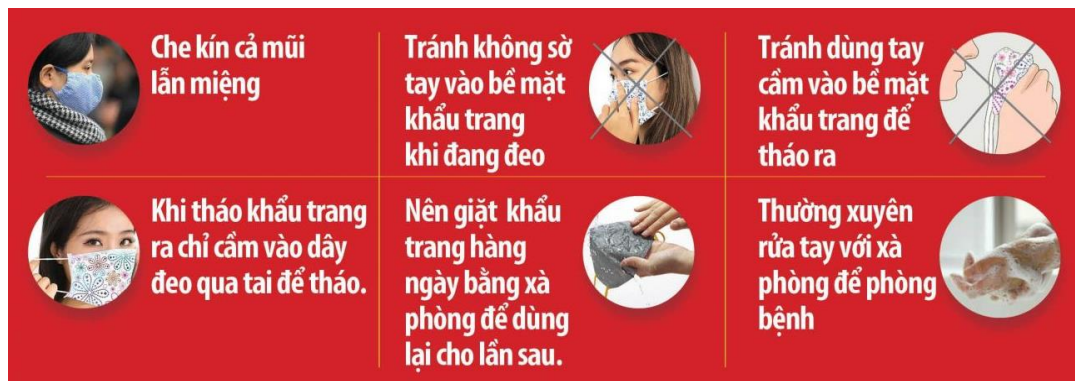 Che kín cả mũi
lẫn miệng
Tránh không sờ
tay vào bề mặt
khẩu trang
khi đang đeo
Tránh dùng tay
cầm vào bề mặt
khẩu trang để
tháo ra
Khi tháo khẩu trang
ra chỉ cầm vào dây
đeo qua tai để tháo.
Nên giặt khẩu
trang hàng
ngày bằng xà
phòng để dùng
lại cho lần sau.
Thường xuyên
rửa tay với xà
phòng để phòng
bệnh